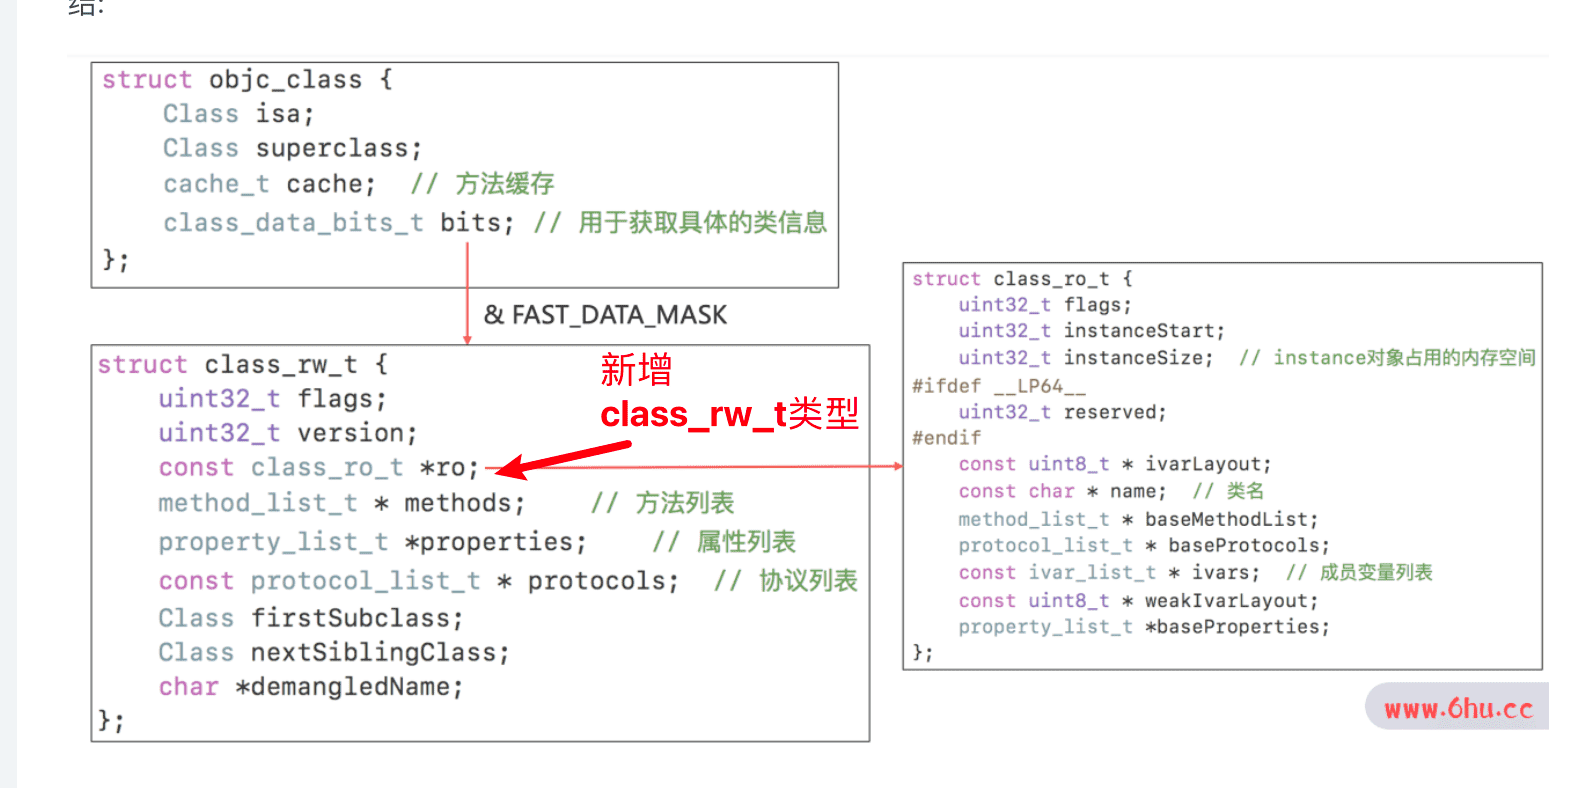 结:
struct objc_class {
Class isa;
Class superclass;
cache_t cache; // 方法缓存
class_data_bits_t bits; // 用于获取具体的类信息
};
& FAST_DATA_MASK
struct class_rw_t {
uint32_t flags;
uint32_t version;
const class_ro_t *ro;
method_list_t * methods; // 方法列表
property_list_t *properties; // 属性列表
const protocol_list_t * protocols; // 协议列表
Class firstSubclass;
Class nextSiblingClass;
char *demangledName;
};
新增
class_rw_t类型
struct class_ro_t {
uint32_t flags;
uint32_t instanceStart;
uint32_t instanceSize; // instance对象占用的内存空间
#ifdef __LP64__
uint32_t reserved;
#endif
const uint8_t * ivarLayout;
const char * name; // 类名
method_list_t * baseMethodList;
protocol_list_t * baseProtocols;
const ivar_list_t * ivars; // 成员变量列表
const uint8_t * weakIvarLayout;
property_list_t *baseProperties;
};
www.6hu.cc